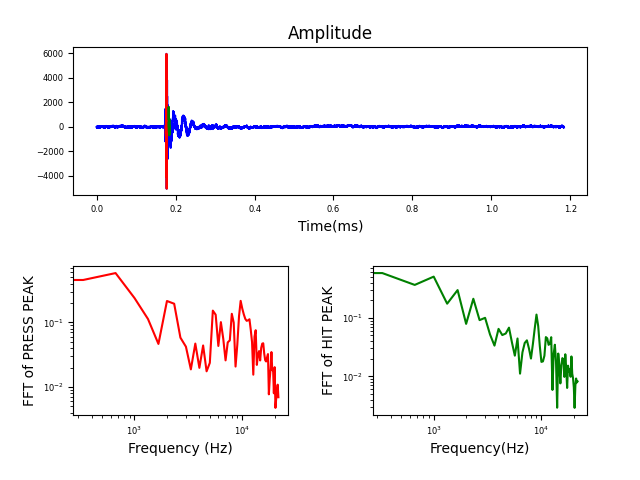 Amplitude
6000
4000
2000
0
−2000
−4000
0.0 0.2 0.4 0.6 0.8 1.0 1.2
Time(ms)
FFT of PRESS PEAK
10⁻¹
10⁻²
10³ 10⁴
Frequency (Hz)
FFT of HIT PEAK
10⁻¹
10⁻²
10³ 10⁴
Frequency(Hz)